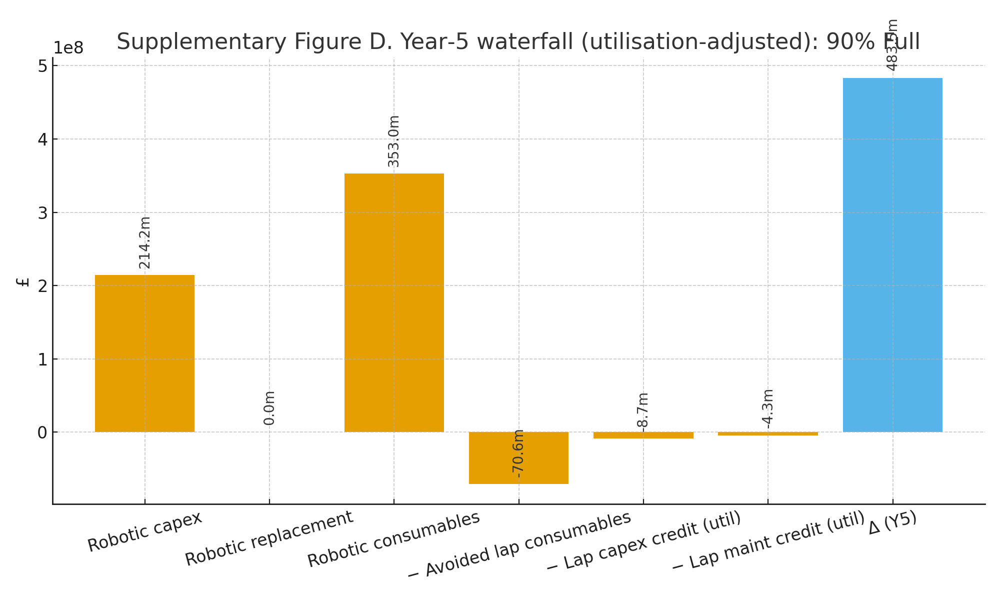 Supplementary Figure D. Year-5 waterfall (utilisation-adjusted): 90% Full
1e8
5
4
3
2
1
0
£
214.2m
0.0m
353.0m
-70.6m
-8.7m
-4.3m
483.5m
Robotic capex
Robotic replacement
Robotic consumables
− Avoided lap consumables
− Lap capex credit (util)
− Lap maint credit (util)
Δ (Y5)